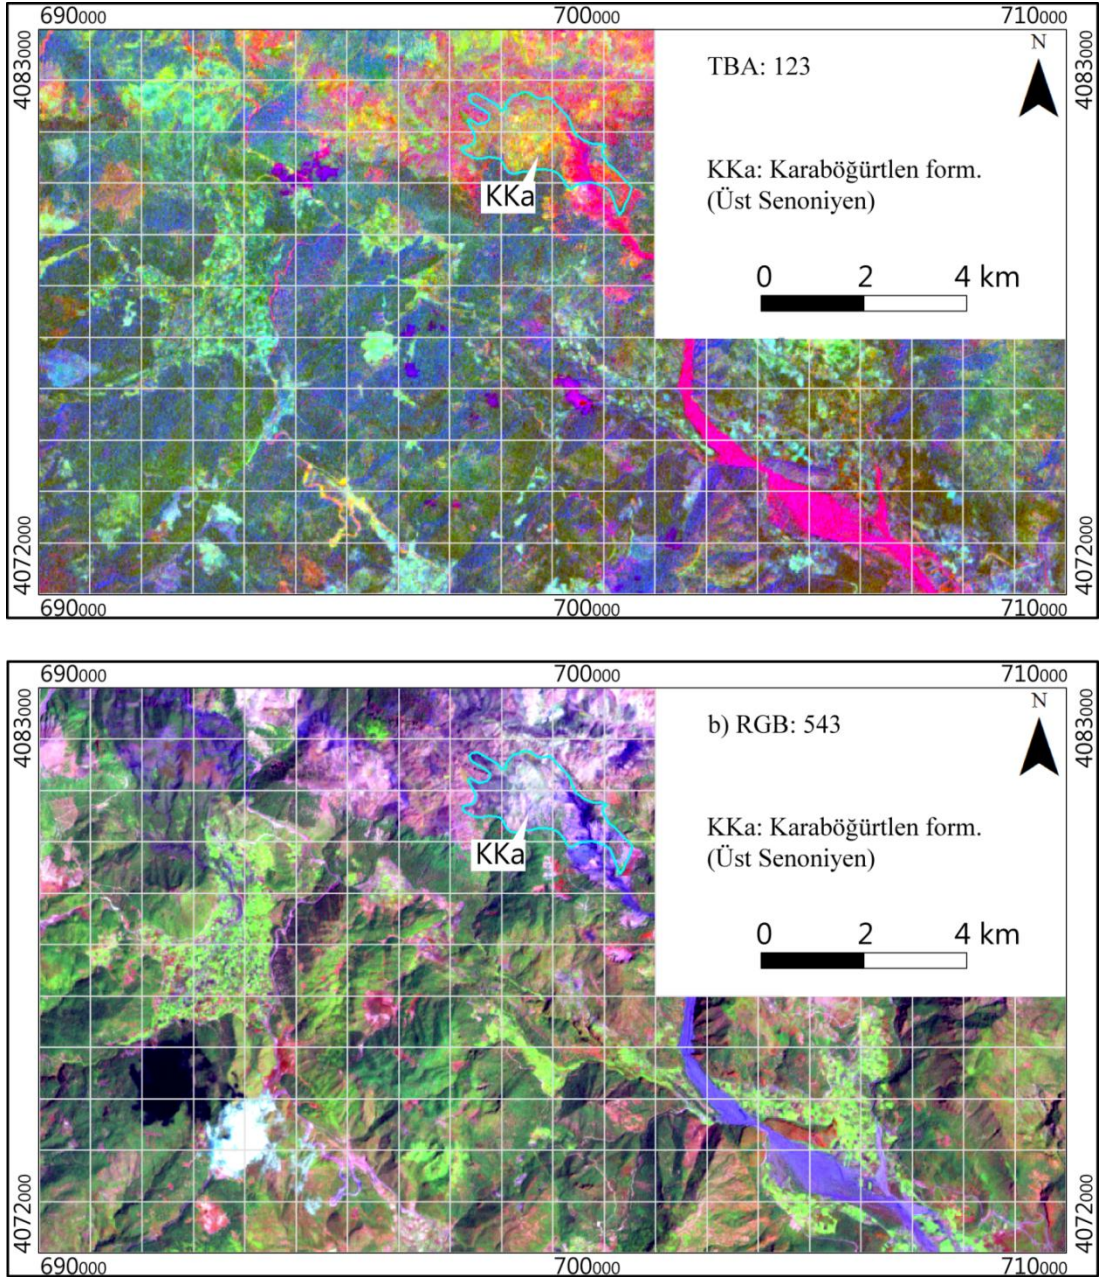 690000 700000 710000
4083000
TBA: 123
N
4083000
KKa: Karaböğürtlen form.
(Üst Senoniyen)
KKa
0 2 4 km
4072000
4072000
690000 700000 710000
690000 700000 710000
4083000
b) RGB: 543
N
4083000
KKa: Karaböğürtlen form.
(Üst Senoniyen)
KKa
0 2 4 km
4072000
4072000
690000 700000 710000